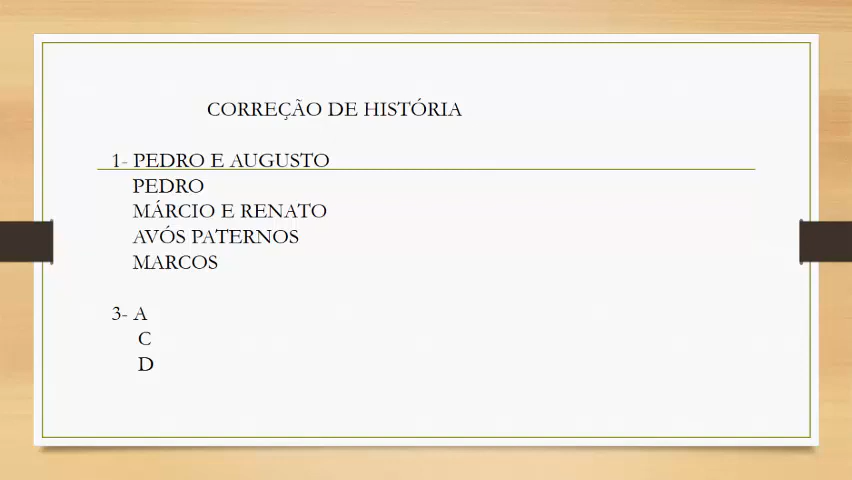 CORREÇÃO DE HISTÓRIA
1- PEDRO E AUGUSTO
PEDRO
MÁRCIO E RENATO
AVÓS PATERNOS
MARCOS
3- A
C
D